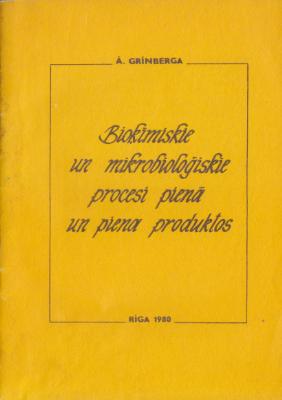 Ā. GRĪNBERGA
Bioķīmiskie
un mikrobioloģiskie
procesi pienā
un piena produktos
RĪGA 1980